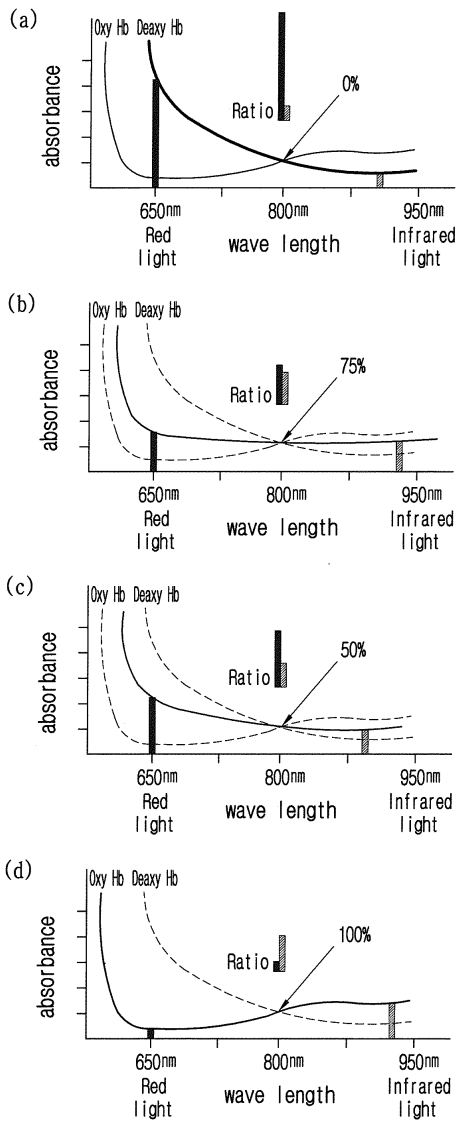 (a)
Oxy Hb Deaxy Hb
Ratio
0%
absorbance
650nm 800nm 950nm
Red light
wave length
Infrared light
(b)
Oxy Hb Deaxy Hb
Ratio
75%
absorbance
650nm 800nm 950nm
Red light
wave length
Infrared light
(c)
Oxy Hb Deaxy Hb
Ratio
50%
absorbance
650nm 800nm 950nm
Red light
wave length
Infrared light
(d)
Oxy Hb Deaxy Hb
Ratio
100%
absorbance
650nm 800nm 950nm
Red light
wave length
Infrared light